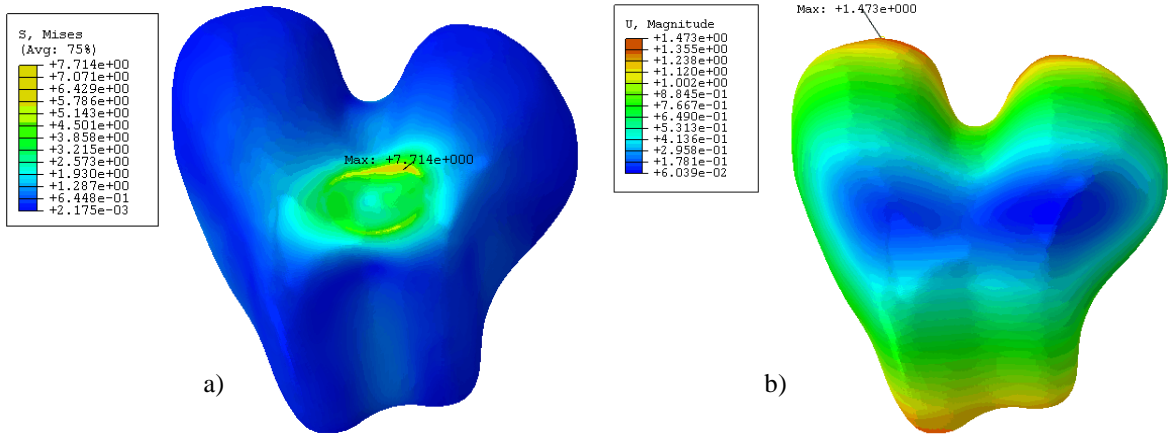 S, Mises
(Avg: 75%)
+7.714e+00
+7.071e+00
+6.429e+00
+5.786e+00
+5.143e+00
+4.501e+00
+3.858e+00
+3.215e+00
+2.573e+00
+1.930e+00
+1.287e+00
+6.448e-01
+2.175e-03
Max: +7.714e+000
a)
U, Magnitude
+1.473e+00
+1.355e+00
+1.238e+00
+1.120e+00
+1.002e+00
+8.845e-01
+7.667e-01
+6.490e-01
+5.313e-01
+4.136e-01
+2.958e-01
+1.781e-01
+6.039e-02
Max: +1.473e+000
b)